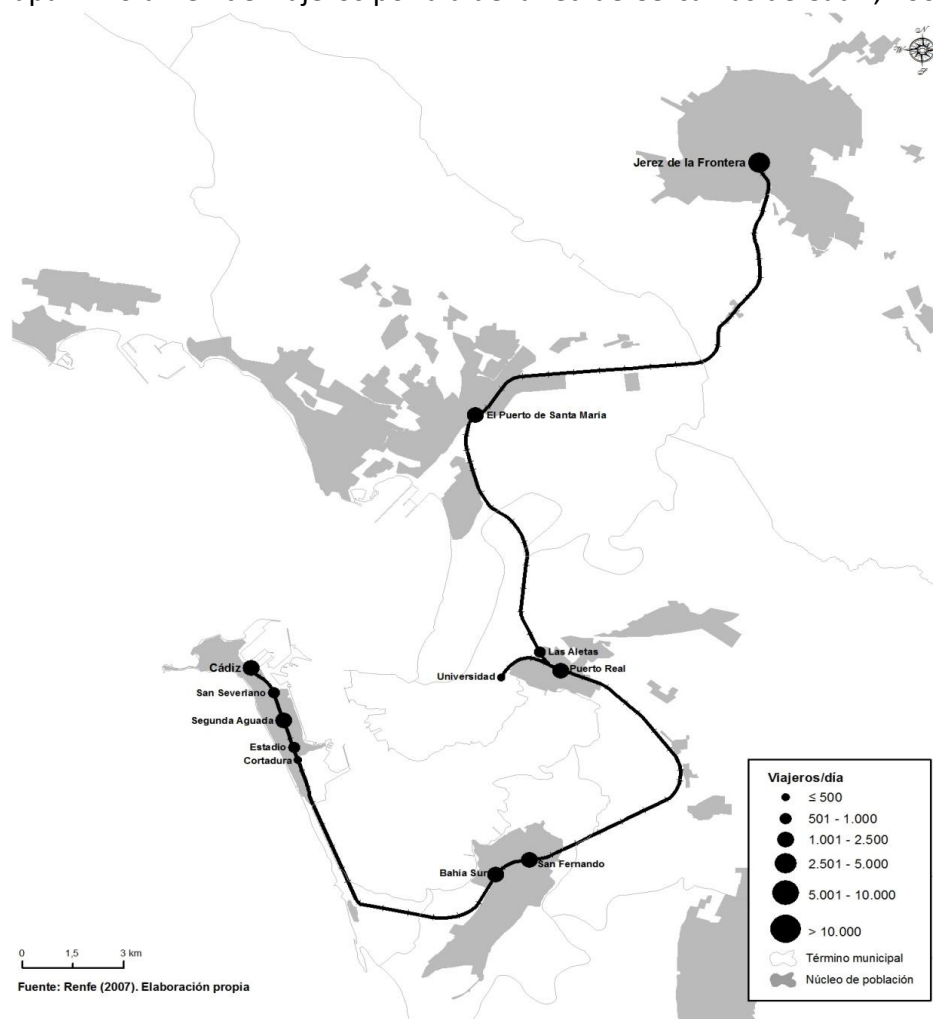 N
W
Jerez de la Frontera
El Puerto de Santa María
Las Aletas
Puerto Real
Universidad
Cádiz
San Severiano
Segunda Aguada
Estadio
Cortadura
San Fernando
Bahía Sur
Viajeros/día
≤ 500
501 - 1.000
1.001 - 2.500
2.501 - 5.000
5.001 - 10.000
> 10.000
Término municipal
Núcleo de población
0 1,5 3 km
Fuente: Renfe (2007). Elaboración propia